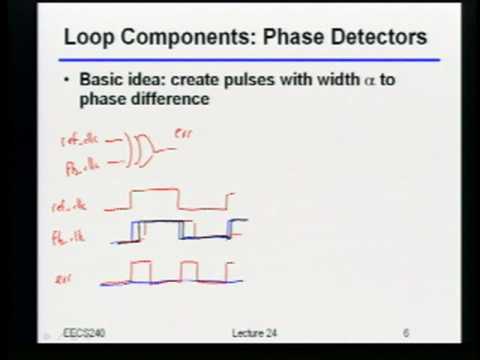 Loop Components: Phase Detectors
• Basic idea: create pulses with width α to
phase difference
ref_clk
err
fb_clk
ref_clk
fb_clk
err
EECS240
Lecture 24
6